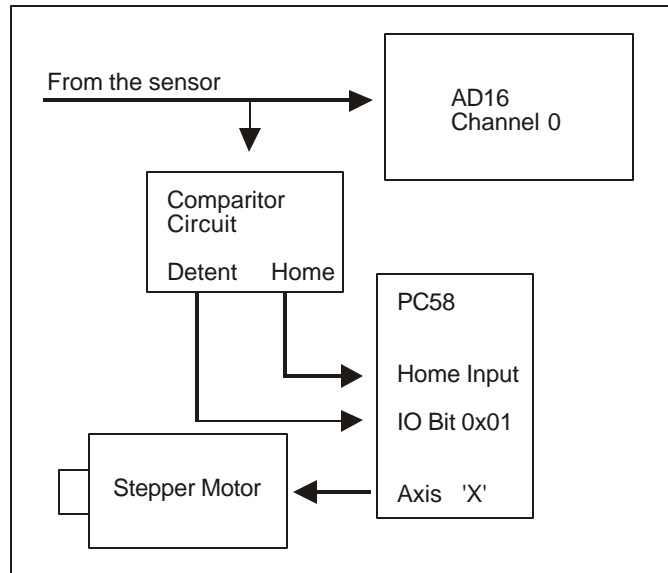 From the sensor
AD16
Channel 0
Comparitor
Circuit
Detent Home
PC58
Home Input
IO Bit 0x01
Stepper Motor
Axis 'X'